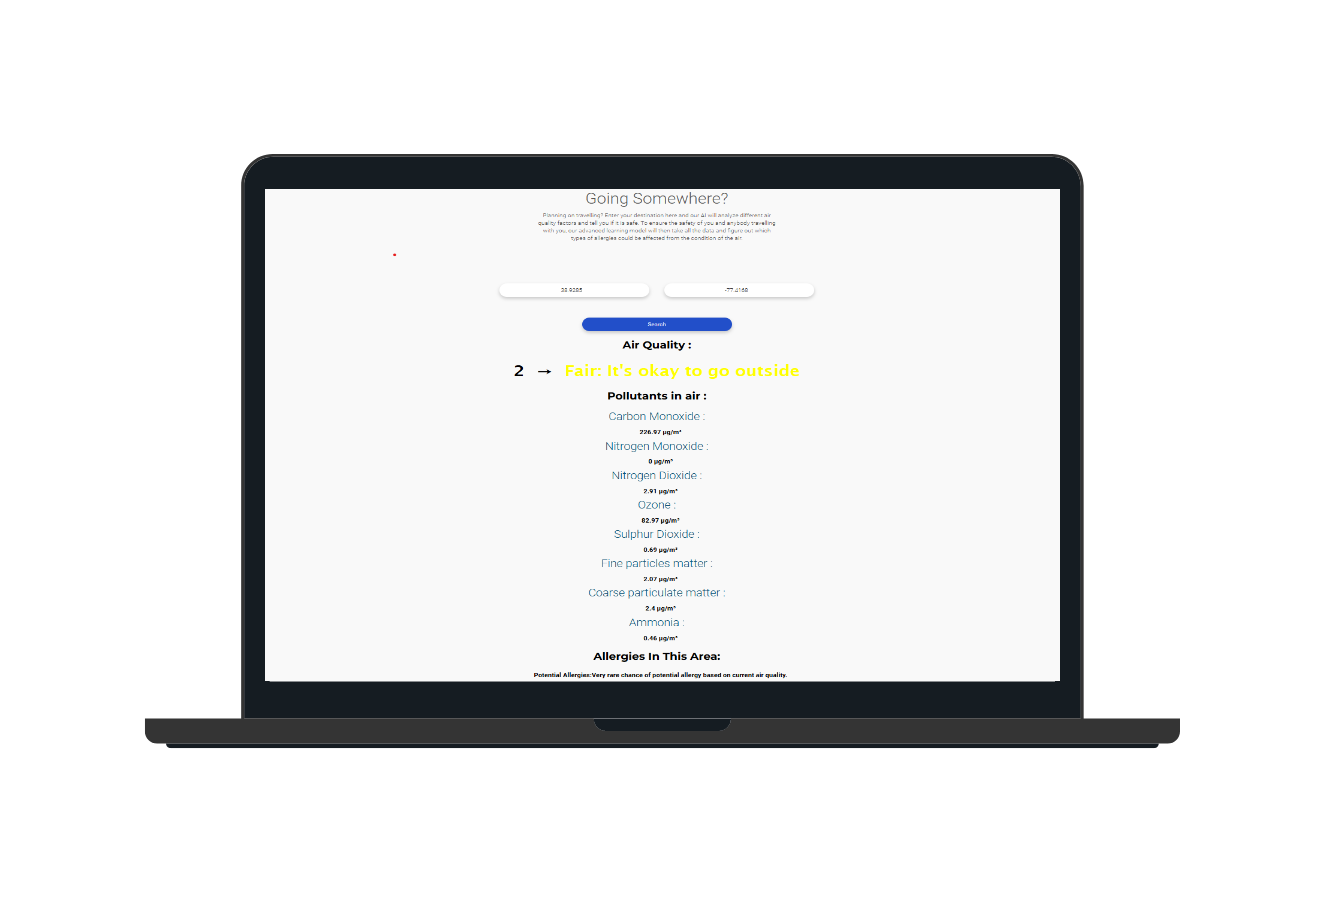 Going Somewhere?
Planning on travelling? Enter your destination here and our AI will analyze different air
quality factors and tell you if it is safe. To ensure the safety of you and anybody travelling
with you, our advanced learning model will then take all the data and figure out which
types of allergies could be affected from the condition of the air.
38.9285 -77.4168
Search
Air Quality :
2 → Fair: It's okay to go outside
Pollutants in air :
Carbon Monoxide :
226.97 μg/m³
Nitrogen Monoxide :
0 μg/m³
Nitrogen Dioxide :
2.91 μg/m³
Ozone :
82.97 μg/m³
Sulphur Dioxide :
0.69 μg/m³
Fine particles matter :
2.07 μg/m³
Coarse particulate matter :
2.4 μg/m³
Ammonia :
0.46 μg/m³
Allergies In This Area:
Potential Allergies:Very rare chance of potential allergy based on current air quality.